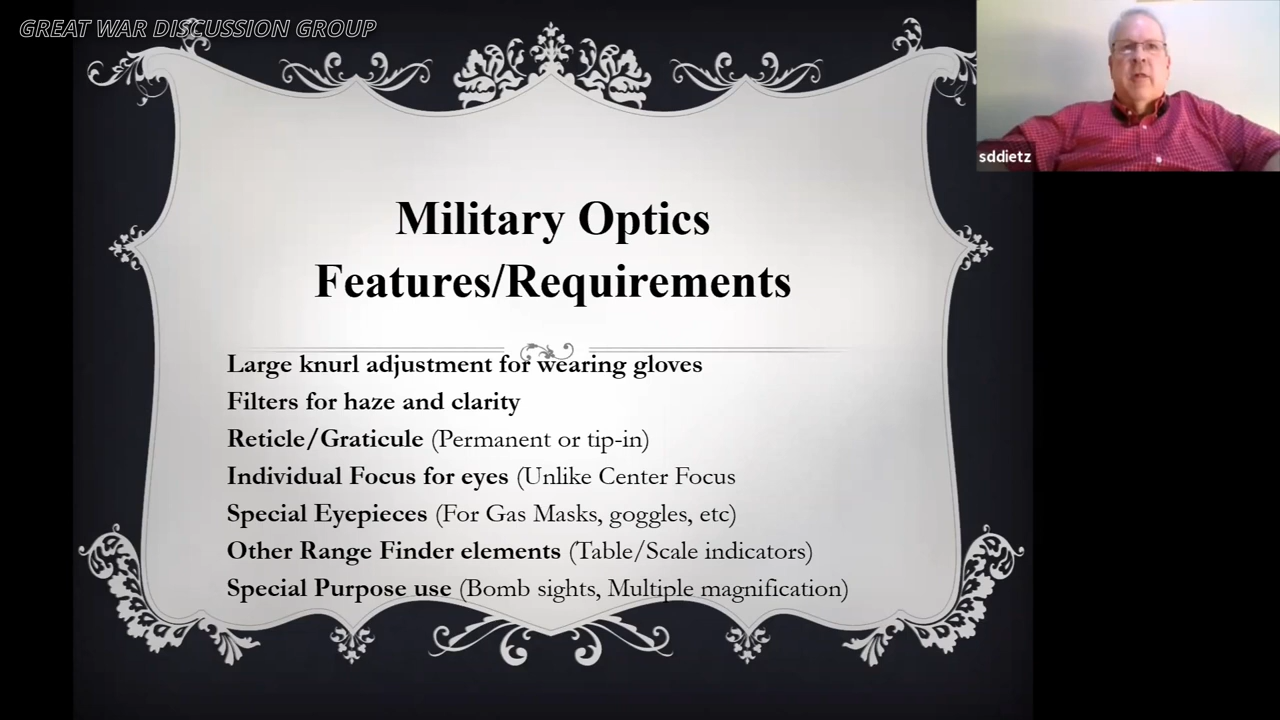 GREAT WAR DISCUSSION GROUP
sddietz
Military Optics
Features/Requirements
Large knurl adjustment for wearing gloves
Filters for haze and clarity
Reticle/Graticule (Permanent or tip-in)
Individual Focus for eyes (Unlike Center Focus
Special Eyepieces (For Gas Masks, goggles, etc)
Other Range Finder elements (Table/Scale indicators)
Special Purpose use (Bomb sights, Multiple magnification)